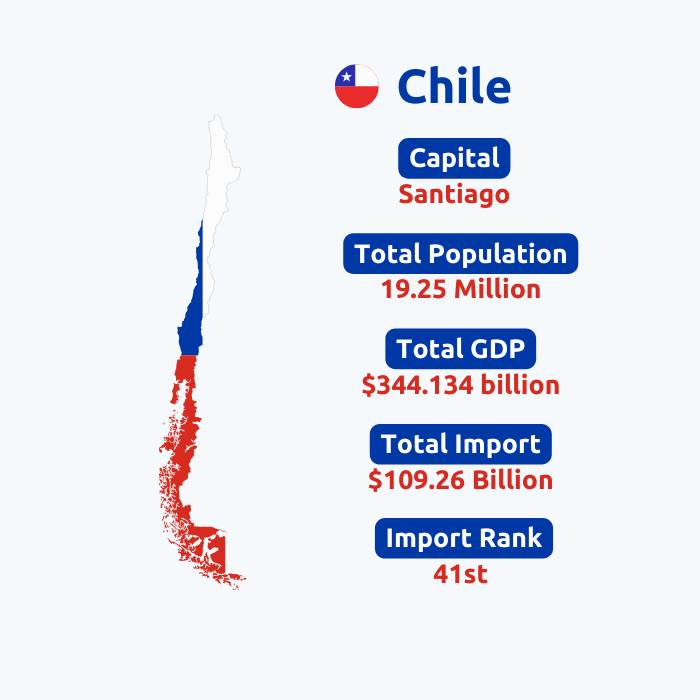 Chile
Capital
Santiago
Total Population
19.25 Million
Total GDP
$344.134 billion
Total Import
$109.26 Billion
Import Rank
41st